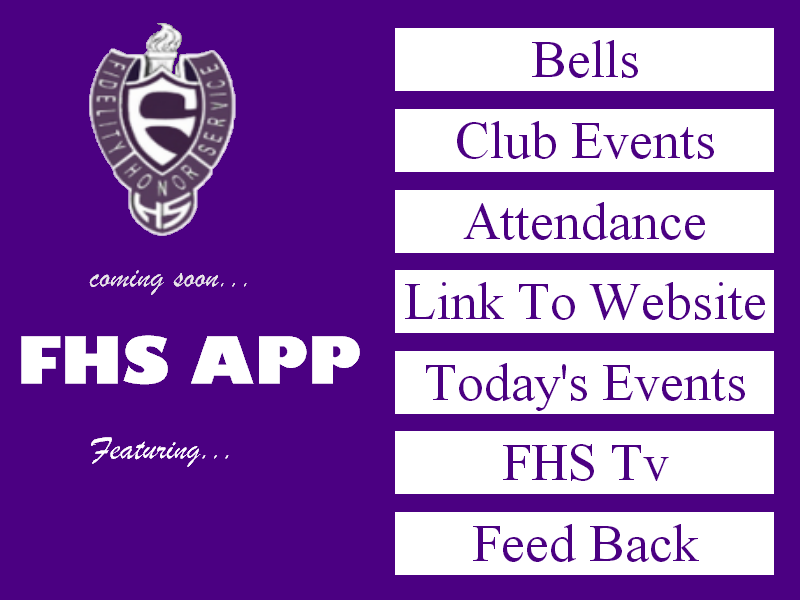 FIDELITY
HONOR
SERVICE
HS
coming soon...
FHS APP
Featuring...
Bells
Club Events
Attendance
Link To Website
Today's Events
FHS Tv
Feed Back